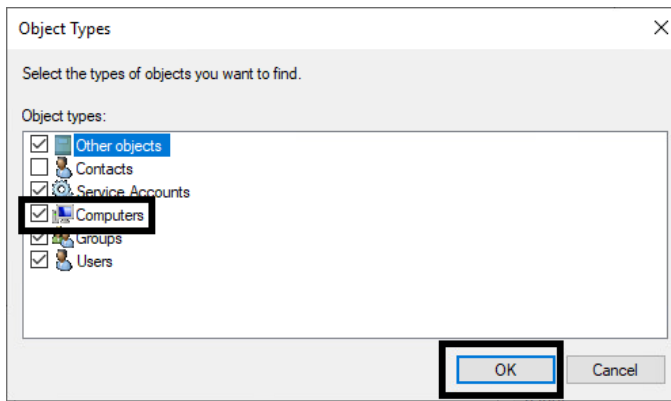 Object Types
Select the types of objects you want to find.
Object types:
Other objects
Contacts
Service Accounts
Computers
Groups
Users
OK
Cancel